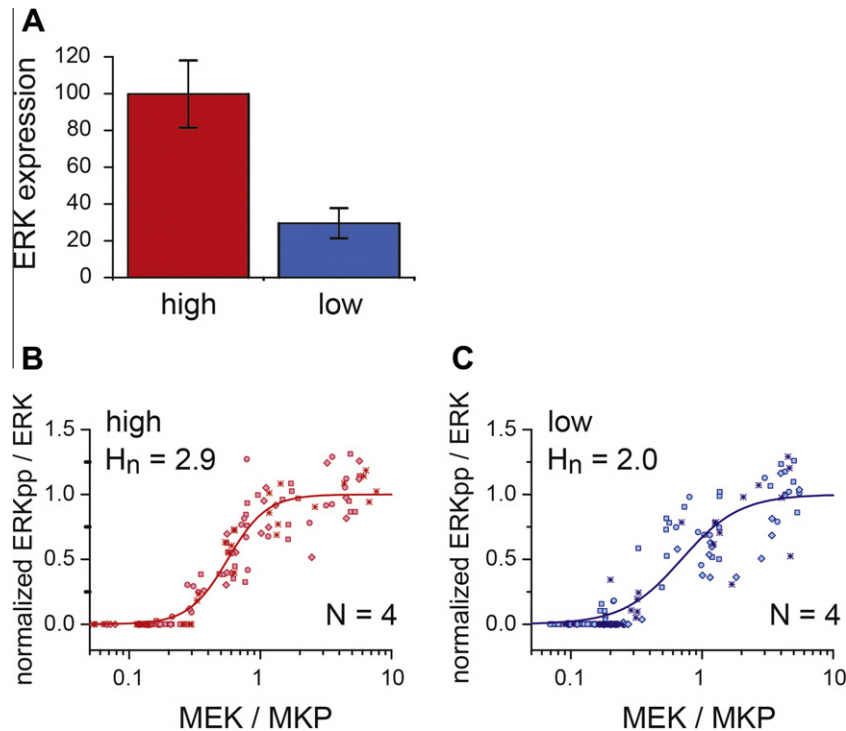 A
ERK expression
120
100
80
60
40
20
0
high
low
B
normalized ERKpp / ERK
1.5
1.0
0.5
0.0
high
Hn = 2.9
N = 4
0.1
1
10
MEK / MKP
C
normalized ERKpp / ERK
1.5
1.0
0.5
0.0
low
Hn = 2.0
N = 4
0.1
1
10
MEK / MKP